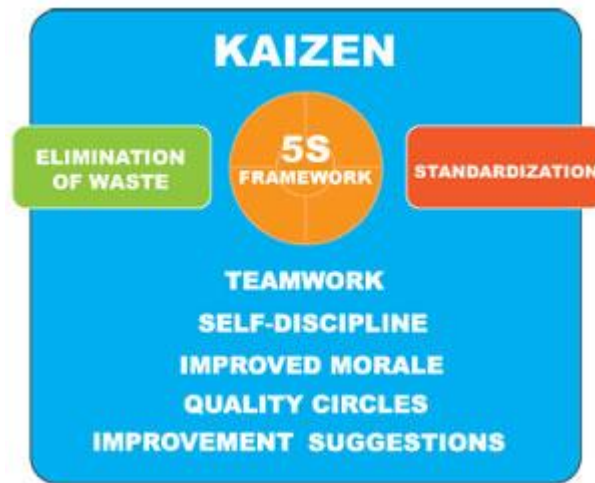 KAIZEN
ELIMINATION
OF WASTE
5S
FRAMEWORK
STANDARDIZATION
TEAMWORK
SELF-DISCIPLINE
IMPROVED MORALE
QUALITY CIRCLES
IMPROVEMENT SUGGESTIONS